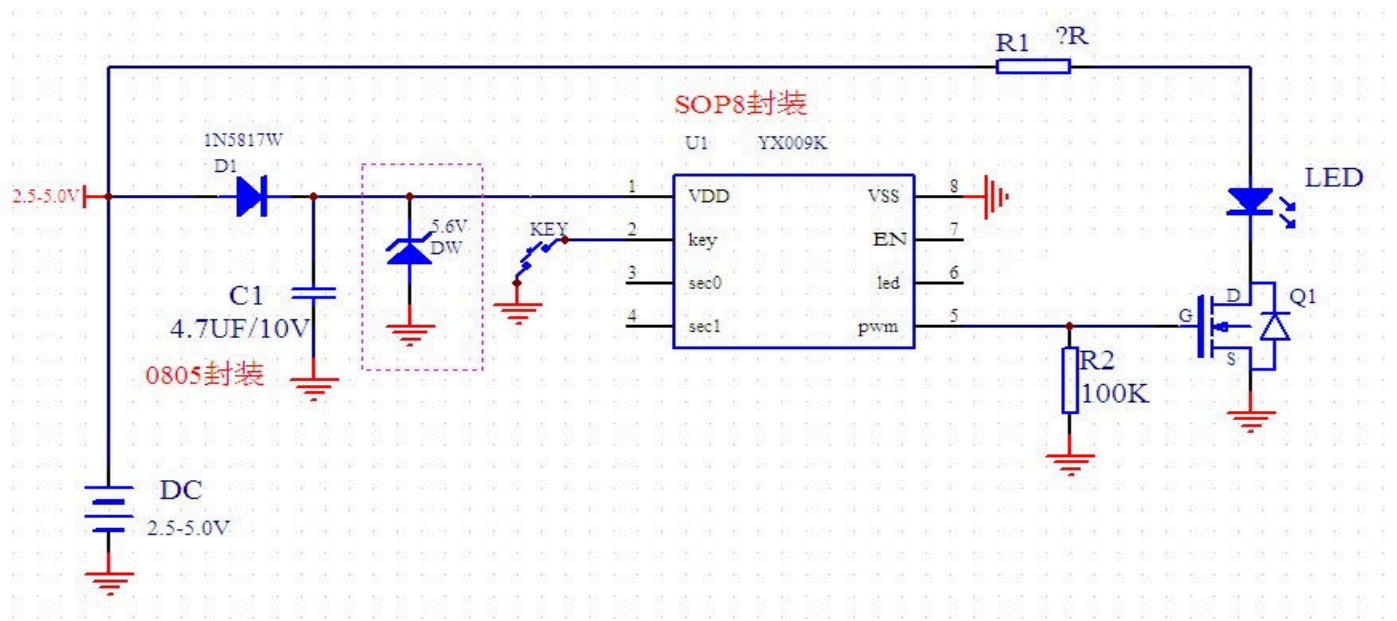 R1 ?R
SOP8封装
U1 YX009K
1N5817W
D1
2.5-5.0V
LED
1 VDD VSS 8
5.6V
DW
KEY
2 key EN 7
3 sec0 led 6
4 sec1 pwm 5
C1
4.7UF/10V
0805封装
D
G
S
Q1
R2
100K
DC
2.5-5.0V